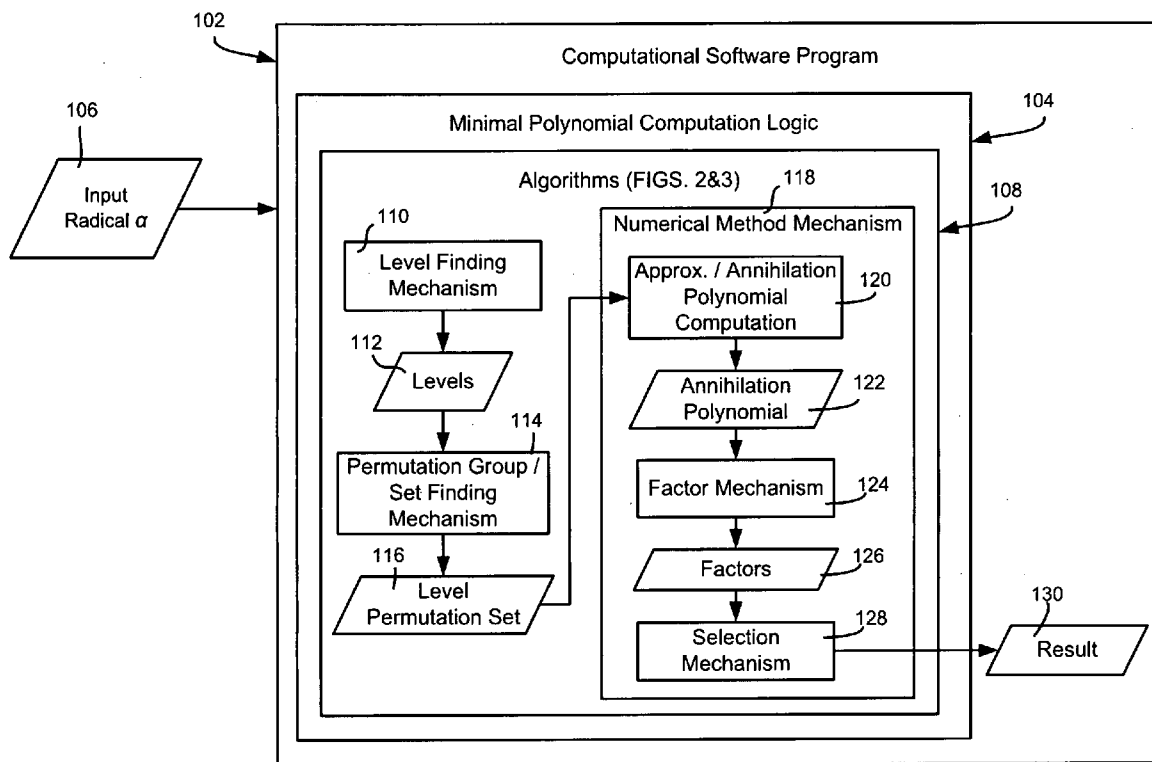 102
Computational Software Program
106
Input
Radical α
Minimal Polynomial Computation Logic
104
Algorithms (FIGS. 2&3)
118
108
110
Level Finding
Mechanism
112
Levels
114
Permutation Group /
Set Finding
Mechanism
116
Level
Permutation Set
Numerical Method Mechanism
Approx. / Annihilation
Polynomial
Computation
120
Annihilation
Polynomial
122
Factor Mechanism
124
Factors
126
Selection
Mechanism
128
130
Result